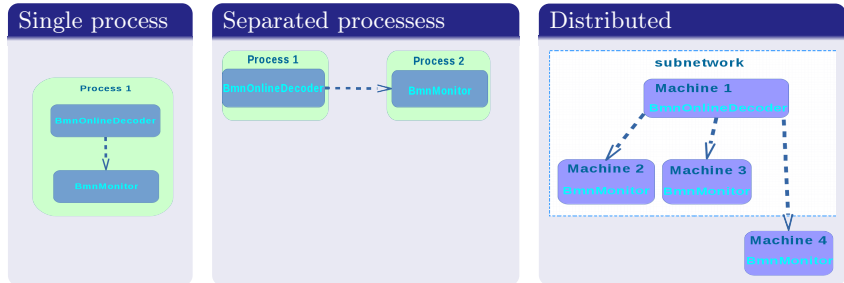 Single process
Process 1
BmnOnlineDecoder
BmnMonitor
Separated processess
Process 1
BmnOnlineDecoder
Process 2
BmnMonitor
Distributed
subnetwork
Machine 1
BmnOnlineDecoder
Machine 2
BmnMonitor
Machine 3
BmnMonitor
Machine 4
BmnMonitor